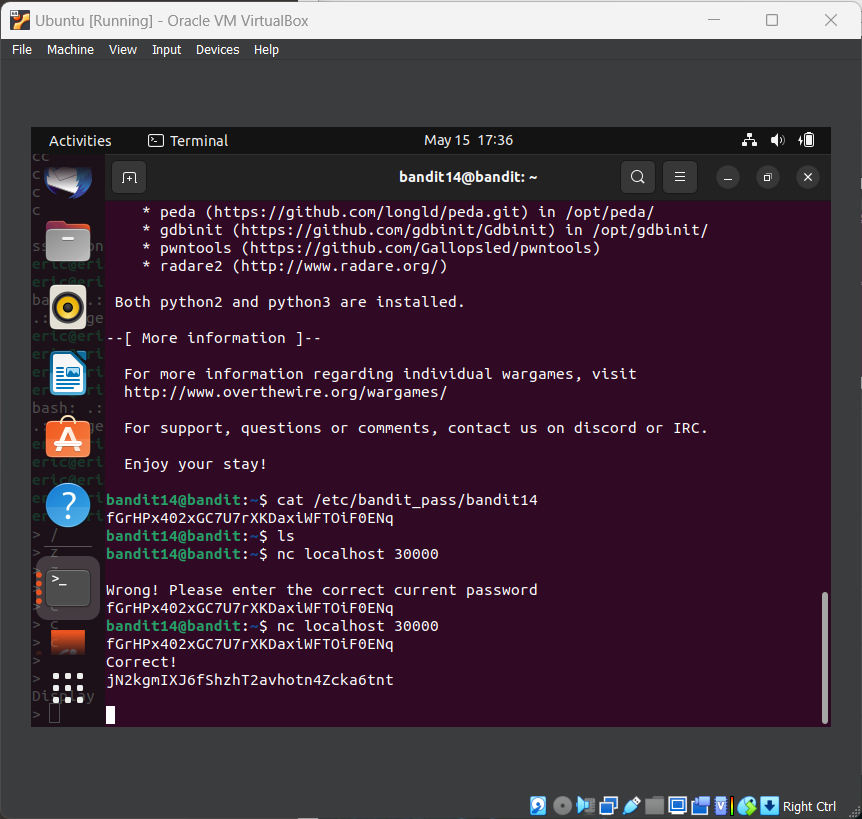 Ubuntu [Running] - Oracle VM VirtualBox
File Machine View Input Devices Help
Activities Terminal May 15 17:36
bandit14@bandit: ~
* peda (https://github.com/longld/peda.git) in /opt/peda/
* gdbinit (https://github.com/gdbinit/Gdbinit) in /opt/gdbinit/
* pwntools (https://github.com/Gallopsled/pwntools)
* radare2 (http://www.radare.org/)
Both python2 and python3 are installed.
--[ More information ]--
For more information regarding individual wargames, visit
http://www.overthewire.org/wargames/
For support, questions or comments, contact us on discord or IRC.
Enjoy your stay!
bandit14@bandit:~$ cat /etc/bandit_pass/bandit14
fGrHPx402xGC7U7rXKDaxiWFTOiF0ENq
bandit14@bandit:~$ ls
bandit14@bandit:~$ nc localhost 30000
Wrong! Please enter the correct current password
fGrHPx402xGC7U7rXKDaxiWFTOiF0ENq
bandit14@bandit:~$ nc localhost 30000
fGrHPx402xGC7U7rXKDaxiWFTOiF0ENq
Correct!
jN2kgmIXJ6fShzhT2avhotn4Zcka6tnt
Right Ctrl